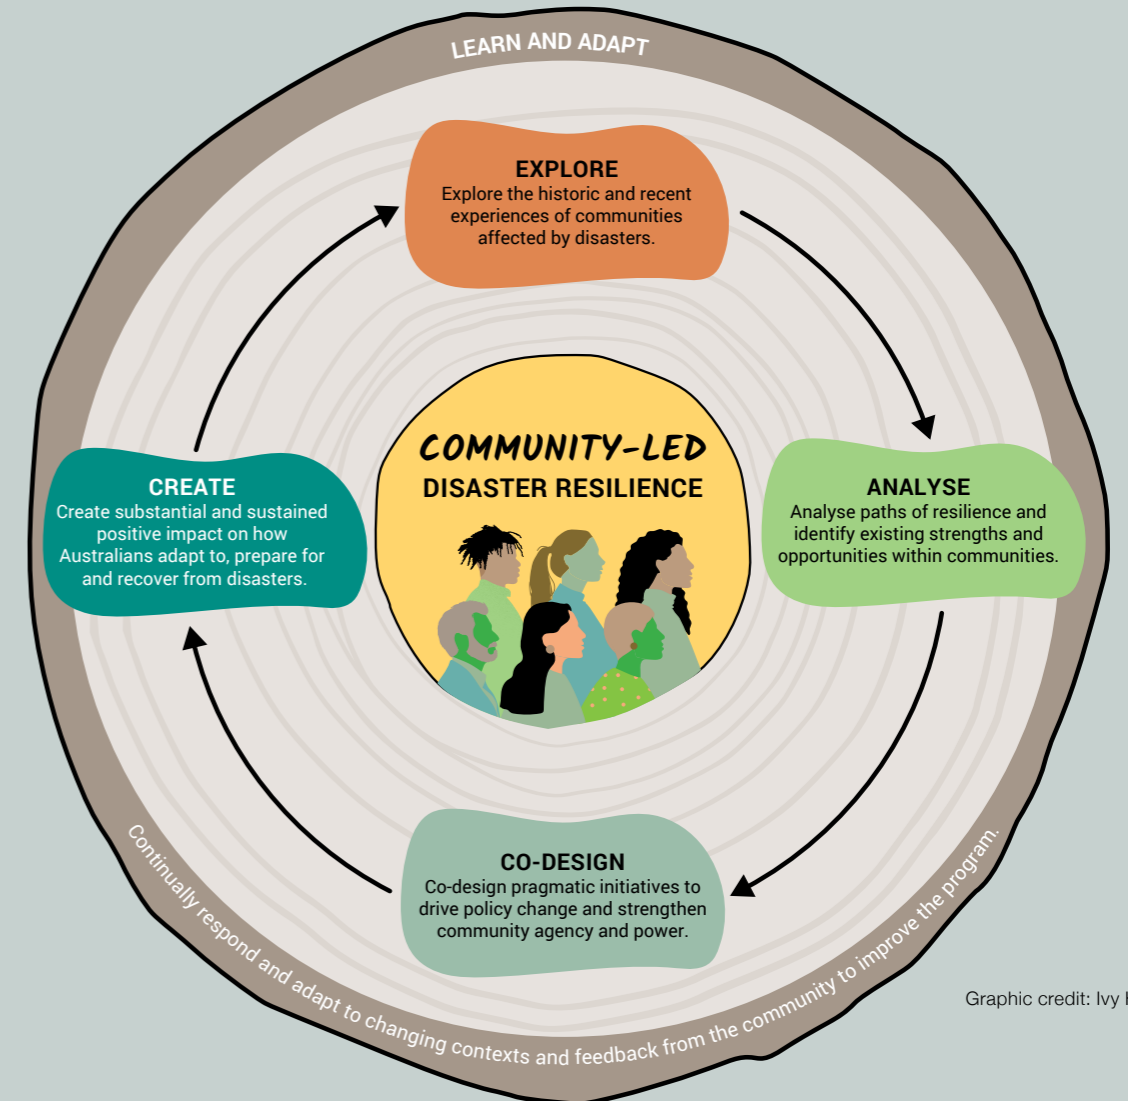 LEARN AND ADAPT
EXPLORE
Explore the historic and recent
experiences of communities
affected by disasters.
COMMUNITY-LED
DISASTER RESILIENCE
CREATE
Create substantial and sustained
positive impact on how
Australians adapt to, prepare for
and recover from disasters.
ANALYSE
Analyse paths of resilience and
identify existing strengths and
opportunities within communities.
CO-DESIGN
Co-design pragmatic initiatives to
drive policy change and strengthen
community agency and power.
Continually respond and adapt to changing contexts and feedback from the community to improve the program.
Graphic credit: Ivy